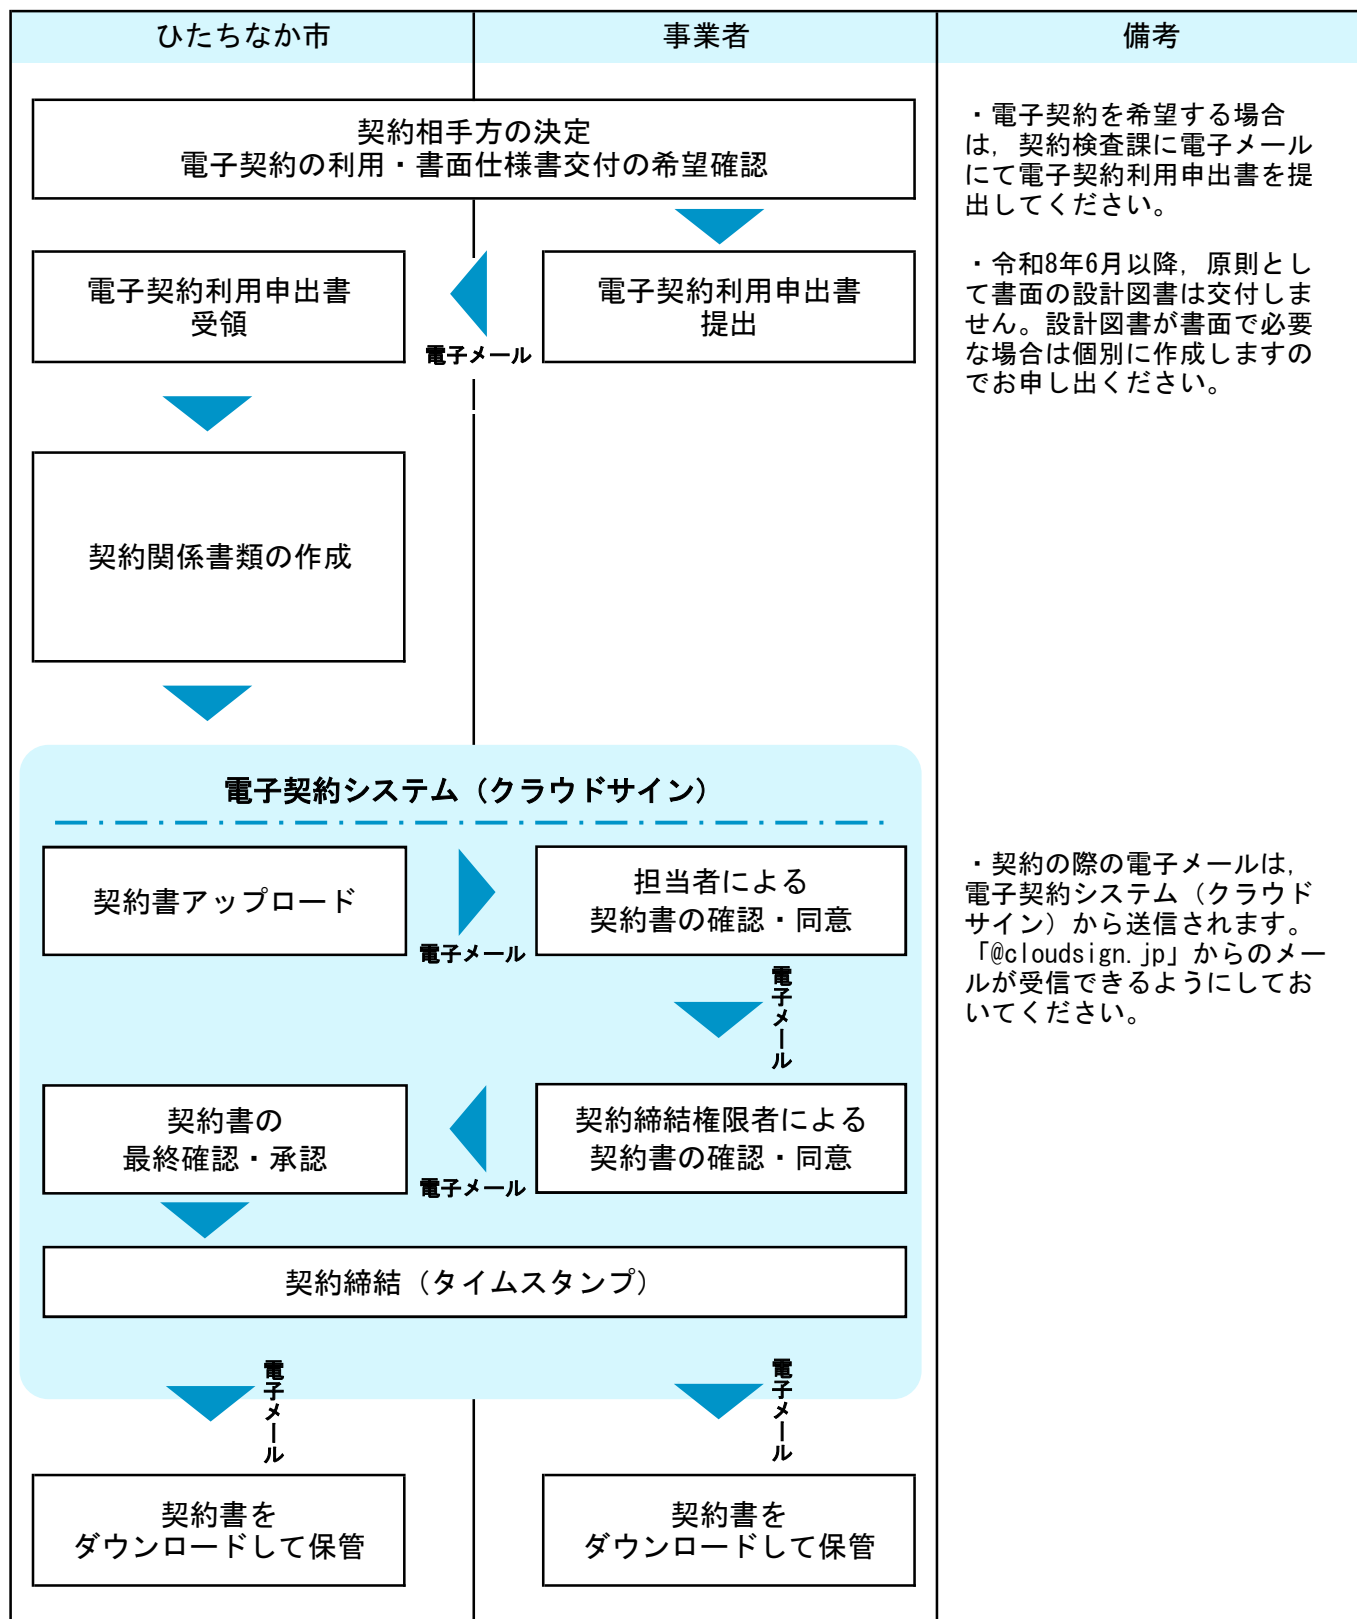 ひたちなか市
事業者
備考
契約相手方の決定
電子契約の利用・書面仕様書交付の希望確認
・電子契約を希望する場合
は，契約検査課に電子メール
にて電子契約利用申出書を提
出してください。
電子契約利用申出書
受領
電子メール
電子契約利用申出書
提出
・令和8年6月以降，原則とし
て書面の設計図書は交付しま
せん。設計図書が書面で必要
な場合は個別に作成しますの
でお申し出ください。
契約関係書類の作成
電子契約システム（クラウドサイン）
契約書アップロード
電子メール
担当者による
契約書の確認・同意
・契約の際の電子メールは，
電子契約システム（クラウド
サイン）から送信されます。
「@cloudsign.jp」からのメー
ルが受信できるようにしてお
いてください。
電子メール
契約書の
最終確認・承認
電子メール
契約締結権限者による
契約書の確認・同意
契約締結（タイムスタンプ）
電子メール
電子メール
契約書を
ダウンロードして保管
契約書を
ダウンロードして保管